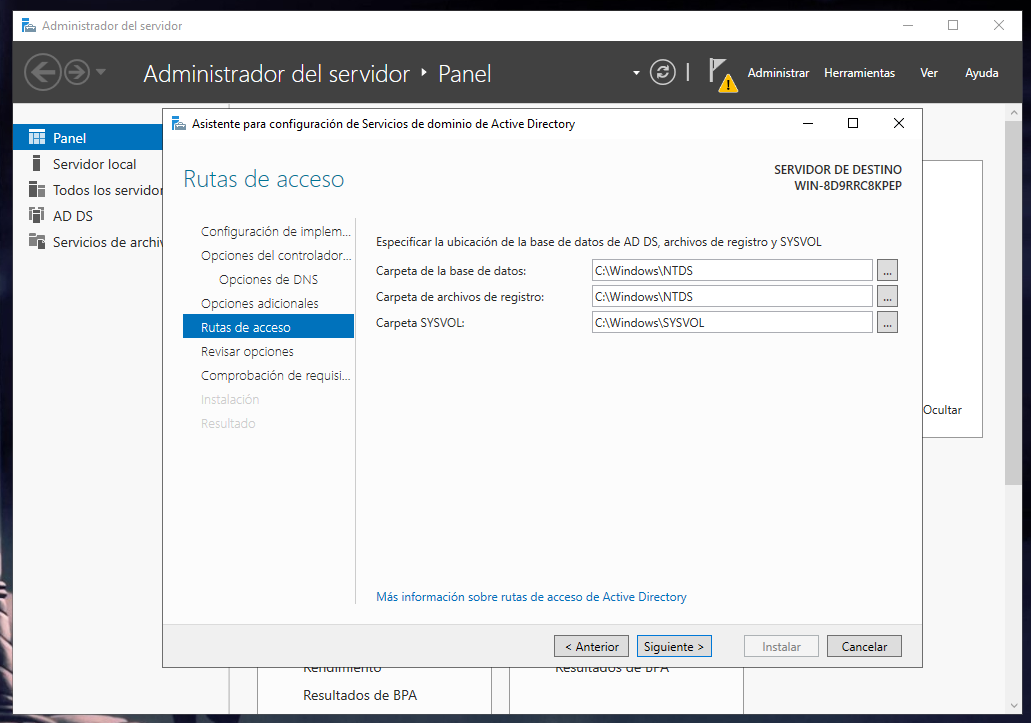 Administrador del servidor
Administrador del servidor
Panel
Administrar
Herramientas
Ver
Ayuda
Panel
Servidor local
Todos los servidor
AD DS
Servicios de archiv
Asistente para configuración de Servicios de dominio de Active Directory
Rutas de acceso
SERVIDOR DE DESTINO
WIN-8D9RRC8KPEP
Configuración de implem...
Opciones del controlador...
Opciones de DNS
Opciones adicionales
Rutas de acceso
Revisar opciones
Comprobación de requisi...
Instalación
Resultado
Especificar la ubicación de la base de datos de AD DS, archivos de registro y SYSVOL
Carpeta de la base de datos: C:\Windows\NTDS ...
Carpeta de archivos de registro: C:\Windows\NTDS ...
Carpeta SYSVOL: C:\Windows\SYSVOL ...
Más información sobre rutas de acceso de Active Directory
< Anterior
Siguiente >
Instalar
Cancelar
Ocultar
Rendimiento
Resultados de BPA
Resultados de BPA